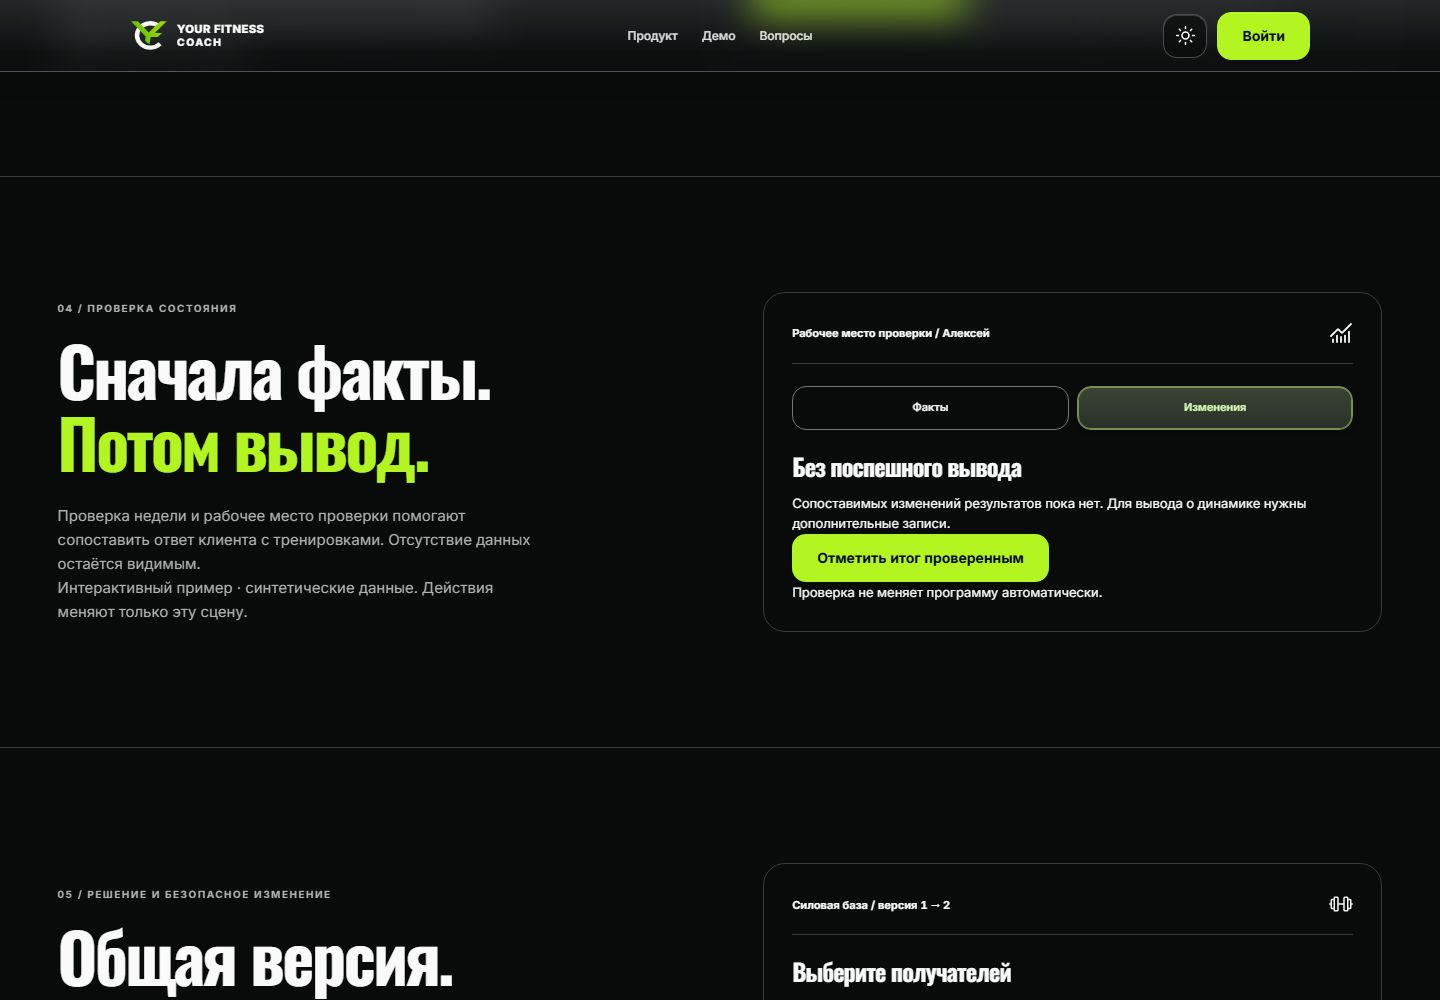 YOUR FITNESS
COACH
Продукт
Демо
Вопросы
Войти
04 / ПРОВЕРКА СОСТОЯНИЯ
Сначала факты.
Потом вывод.
Проверка недели и рабочее место проверки помогают
сопоставить ответ клиента с тренировками. Отсутствие данных
остаётся видимым.
Интерактивный пример · синтетические данные. Действия
меняют только эту сцену.
Рабочее место проверки / Алексей
Факты
Изменения
Без поспешного вывода
Сопоставимых изменений результатов пока нет. Для вывода о динамике нужны
дополнительные записи.
Отметить итог проверенным
Проверка не меняет программу автоматически.
05 / РЕШЕНИЕ И БЕЗОПАСНОЕ ИЗМЕНЕНИЕ
Общая версия.
Силовая база / версия 1 → 2
Выберите получателей